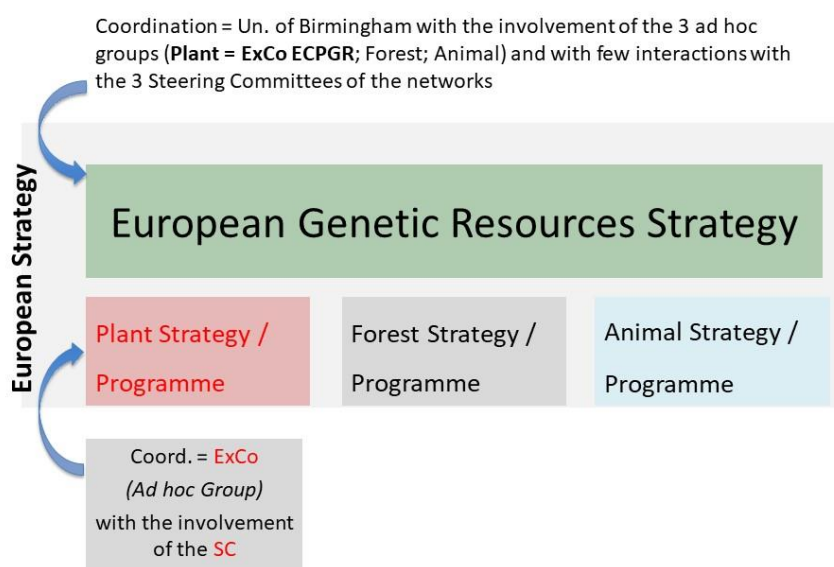 Coordination = Un. of Birmingham with the involvement of the 3 ad hoc
groups (Plant = ExCo ECPGR; Forest; Animal) and with few interactions with
the 3 Steering Committees of the networks
European Strategy
European Genetic Resources Strategy
Plant Strategy /
Programme
Forest Strategy /
Programme
Animal Strategy /
Programme
Coord. = ExCo
(Ad hoc Group)
with the involvement
of the SC